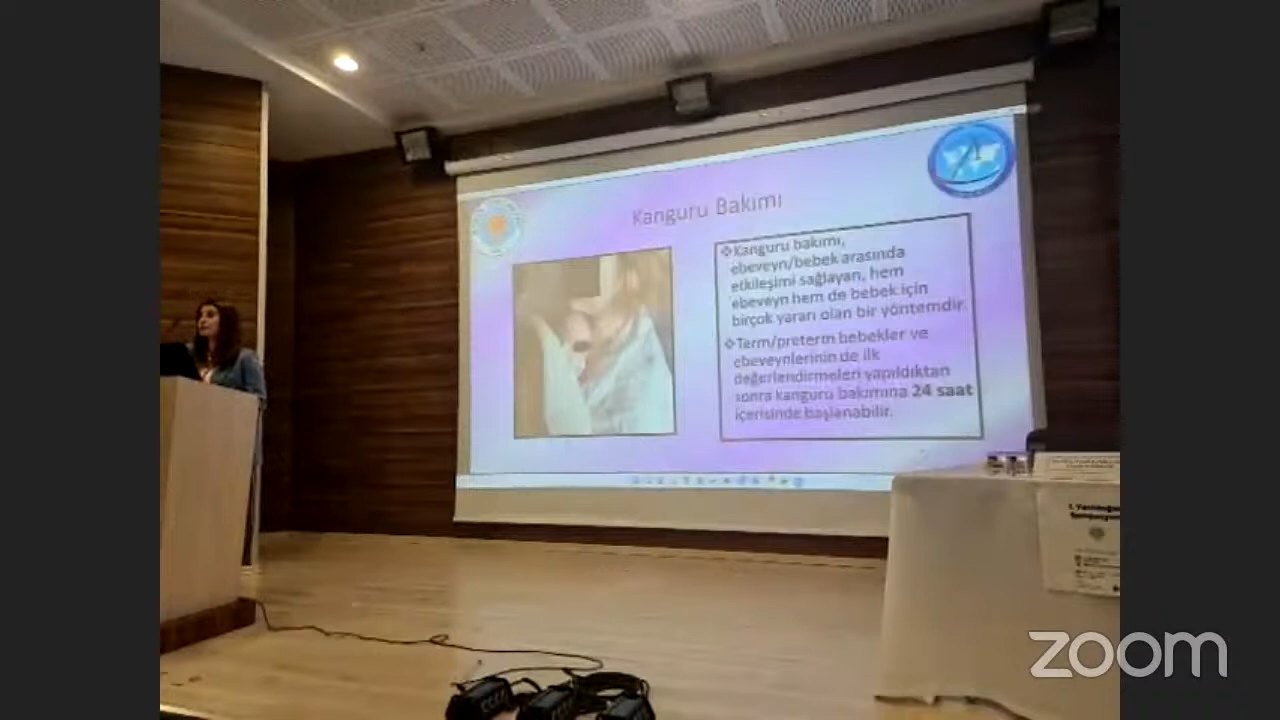 Kanguru Bakımı
❖Kanguru bakımı,
ebeveyn/bebek arasında
etkileşimi sağlayan, hem
ebeveyn hem de bebek için
birçok yararı olan bir yöntemdir.
❖Term/preterm bebekler ve
ebeveynlerinin de ilk
değerlendirmeleri yapıldıktan
sonra kanguru bakımına 24 saat
içerisinde başlanabilir.
zoom